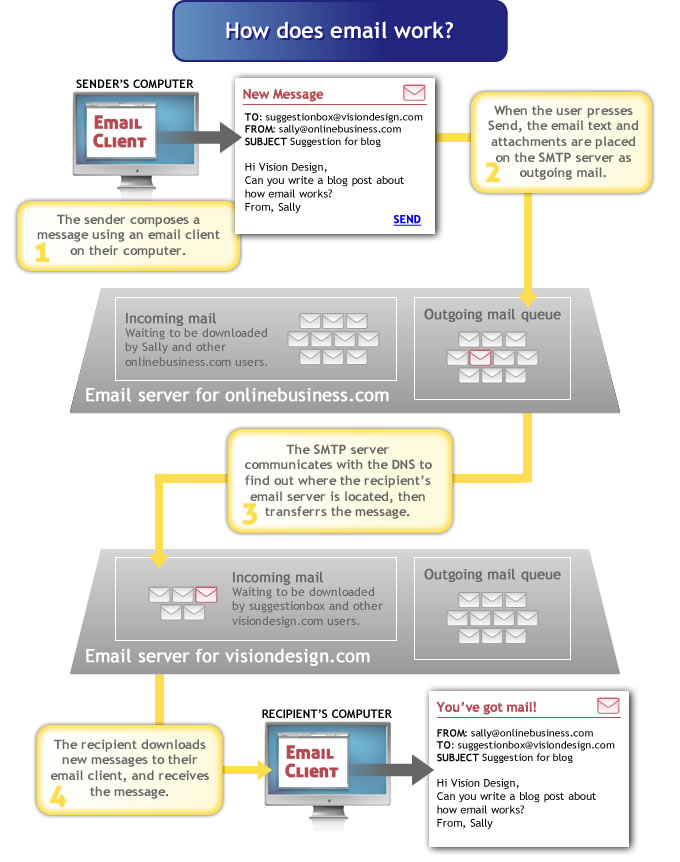 How does email work?
SENDER'S COMPUTER
Email
Client
New Message
TO: suggestionbox@visiondesign.com
FROM: sally@onlinebusiness.com
SUBJECT Suggestion for blog
Hi Vision Design,
Can you write a blog post about
how email works?
From, Sally
SEND
The sender composes a
message using an email client
on their computer.
1
When the user presses
Send, the email text and
attachments are placed
on the SMTP server as
outgoing mail.
2
Incoming mail
Waiting to be downloaded
by Sally and other
onlinebusiness.com users.
Outgoing mail queue
Email server for onlinebusiness.com
The SMTP server
communicates with the DNS to
find out where the recipient's
email server is located, then
transferrs the message.
3
Incoming mail
Waiting to be downloaded
by suggestionbox and other
visiondesign.com users.
Outgoing mail queue
Email server for visiondesign.com
The recipient downloads
new messages to their
email client, and receives
the message.
4
RECIPIENT'S COMPUTER
Email
Client
You've got mail!
FROM: sally@onlinebusiness.com
TO: suggestionbox@visiondesign.com
SUBJECT Suggestion for blog
Hi Vision Design,
Can you write a blog post about
how email works?
From, Sally